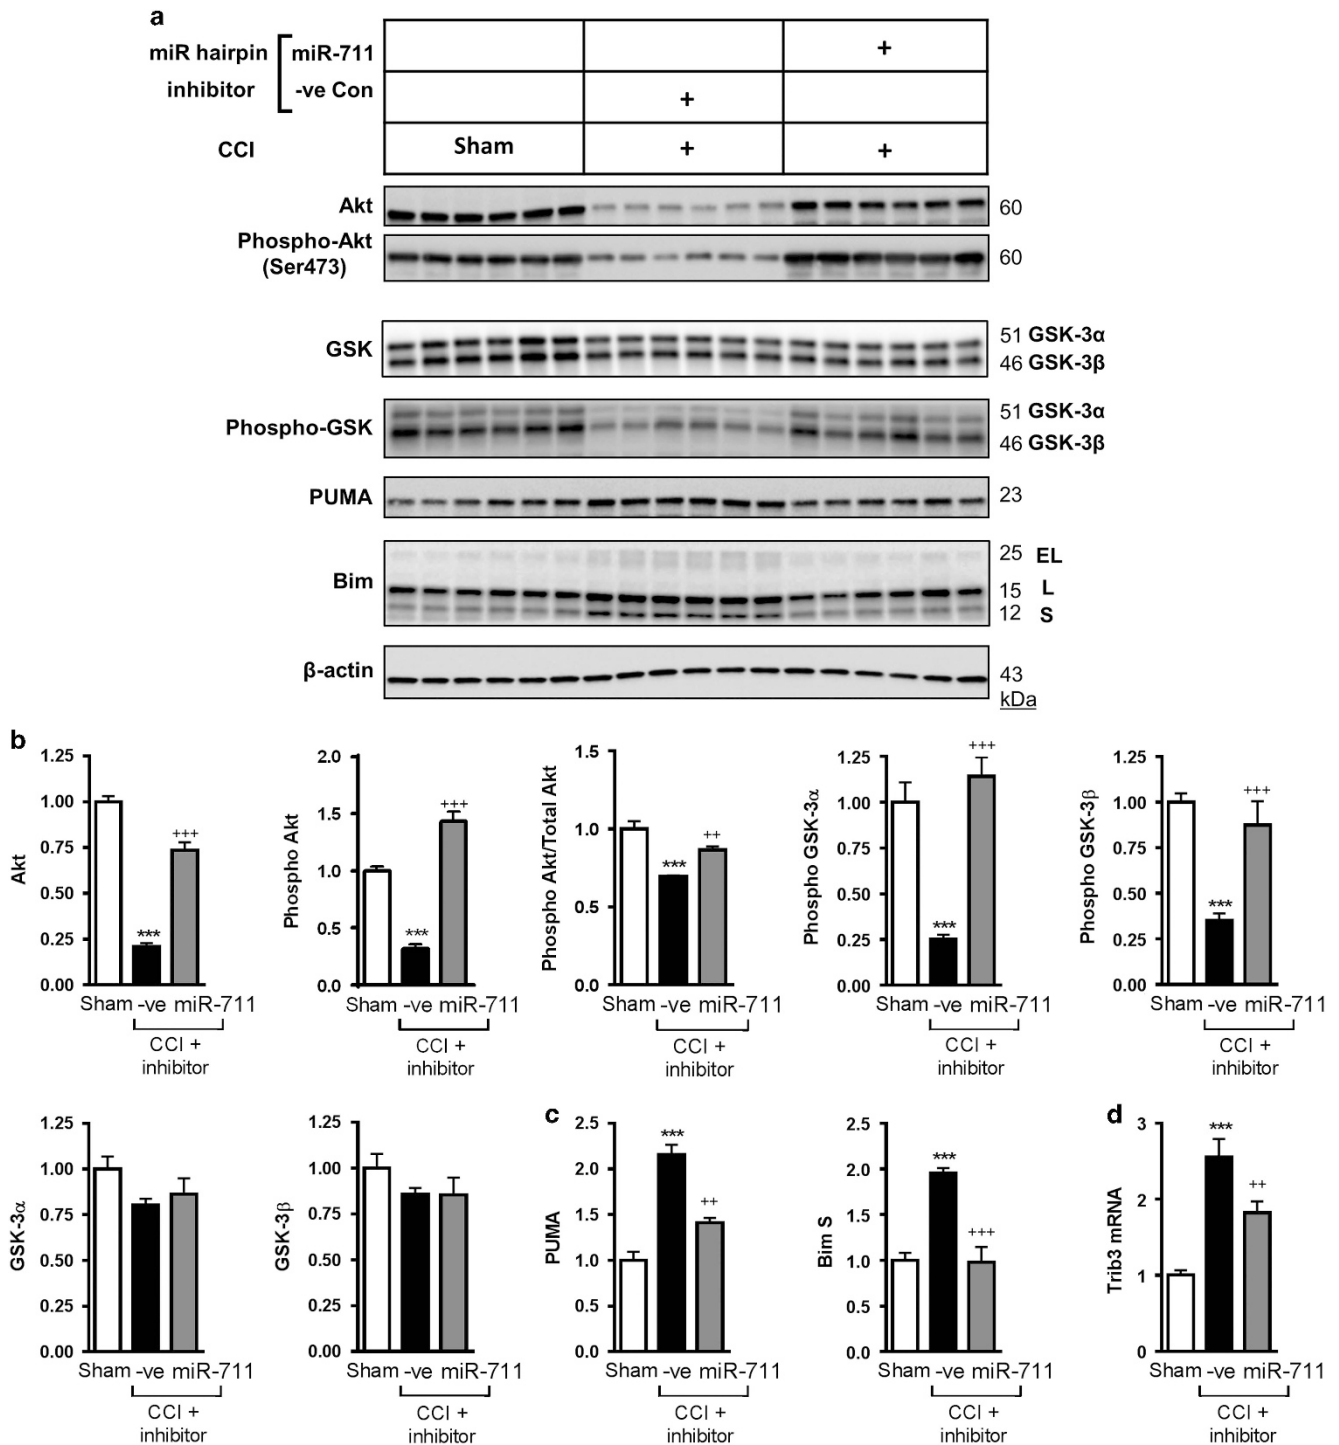 a
miR hairpin miR-711 +
inhibitor -ve Con +
CCI Sham + +
Akt 60
Phospho-Akt
(Ser473) 60
51 GSK-3α
GSK
46 GSK-3β
51 GSK-3α
Phospho-GSK
46 GSK-3β
PUMA 23
25 EL
Bim
15 L
12 S
β-actin 43
kDa
b
Akt
1.25
1.00
0.75
0.50
0.25
0.00
***
+++
Sham -ve miR-711
CCI +
inhibitor
Phospho Akt
2.0
1.5
1.0
0.5
0.0
***
+++
Sham -ve miR-711
CCI +
inhibitor
Phospho Akt/Total Akt
1.5
1.0
0.5
0.0
***
++
Sham -ve miR-711
CCI +
inhibitor
Phospho GSK-3α
1.25
1.00
0.75
0.50
0.25
0.00
***
+++
Sham -ve miR-711
CCI +
inhibitor
Phospho GSK-3β
1.25
1.00
0.75
0.50
0.25
0.00
***
+++
Sham -ve miR-711
CCI +
inhibitor
GSK-3α
1.25
1.00
0.75
0.50
0.25
0.00
Sham -ve miR-711
CCI +
inhibitor
GSK-3β
1.25
1.00
0.75
0.50
0.25
0.00
Sham -ve miR-711
CCI +
inhibitor
c
PUMA
2.5
2.0
1.5
1.0
0.5
0.0
***
++
Sham -ve miR-711
CCI +
inhibitor
Bim S
2.5
2.0
1.5
1.0
0.5
0.0
***
+++
Sham -ve miR-711
CCI +
inhibitor
d
Trib3 mRNA
3
2
1
0
***
++
Sham -ve miR-711
CCI +
inhibitor